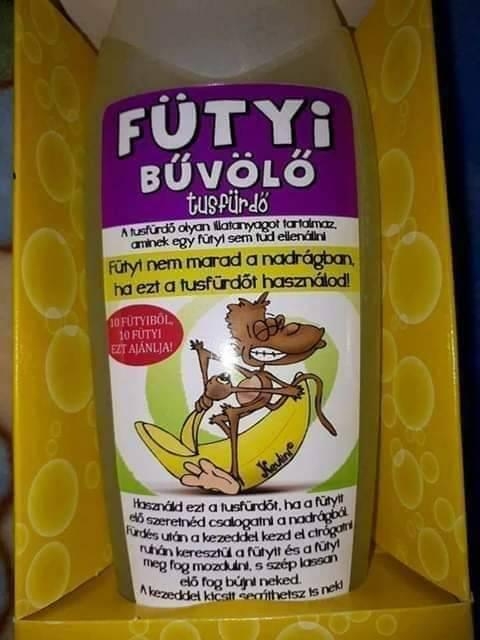 FÜTYi
BŰVÖLŐ
tusfürdő
A tusfürdő olyan illatanyagot tartalmaz,
aminek egy fütyi sem tud ellenállni
Fütyi nem marad a nadrágban,
ha ezt a tusfürdőt használod!
10 FÜTYIBŐL,
10 FÜTYI
EZT AJÁNLJA!
Használd ezt a tusfürdőt, ha a fütyit
elő szeretnéd csalogatni a nadrágból.
Fürdés után a kezeddel kezd el cirógatni
ruhán keresztül a fütyit és a fütyi
meg fog mozdulni, s szép lassan
elő fog bújni neked.
A kezeddel kicsit segíthetsz is neki